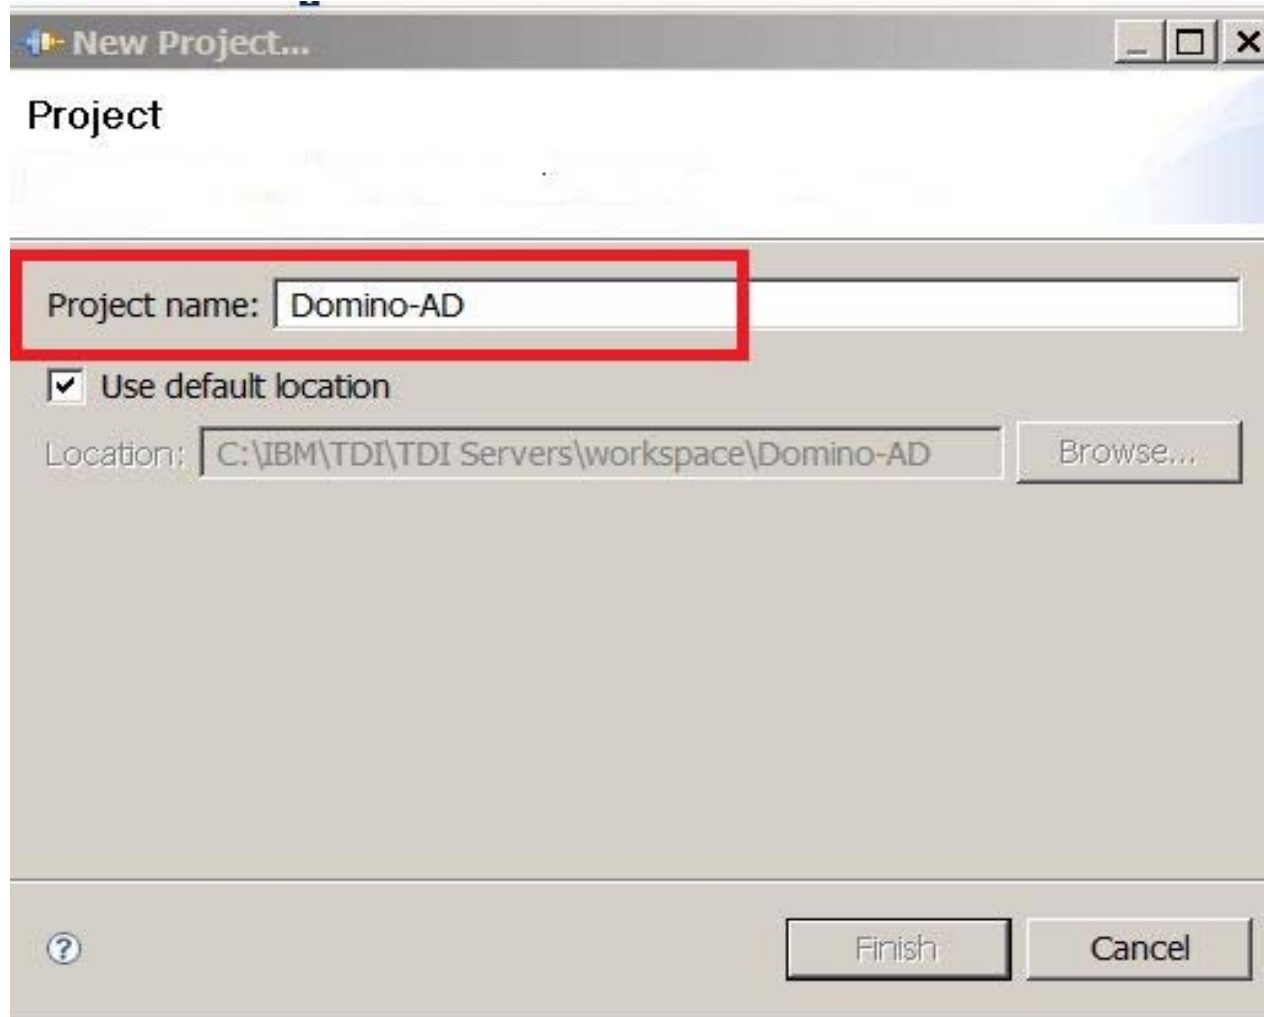 New Project...
Project
Project name: Domino-AD
Use default location
Location: C:\IBM\TDI\TDI Servers\workspace\Domino-AD Browse...
Finish Cancel